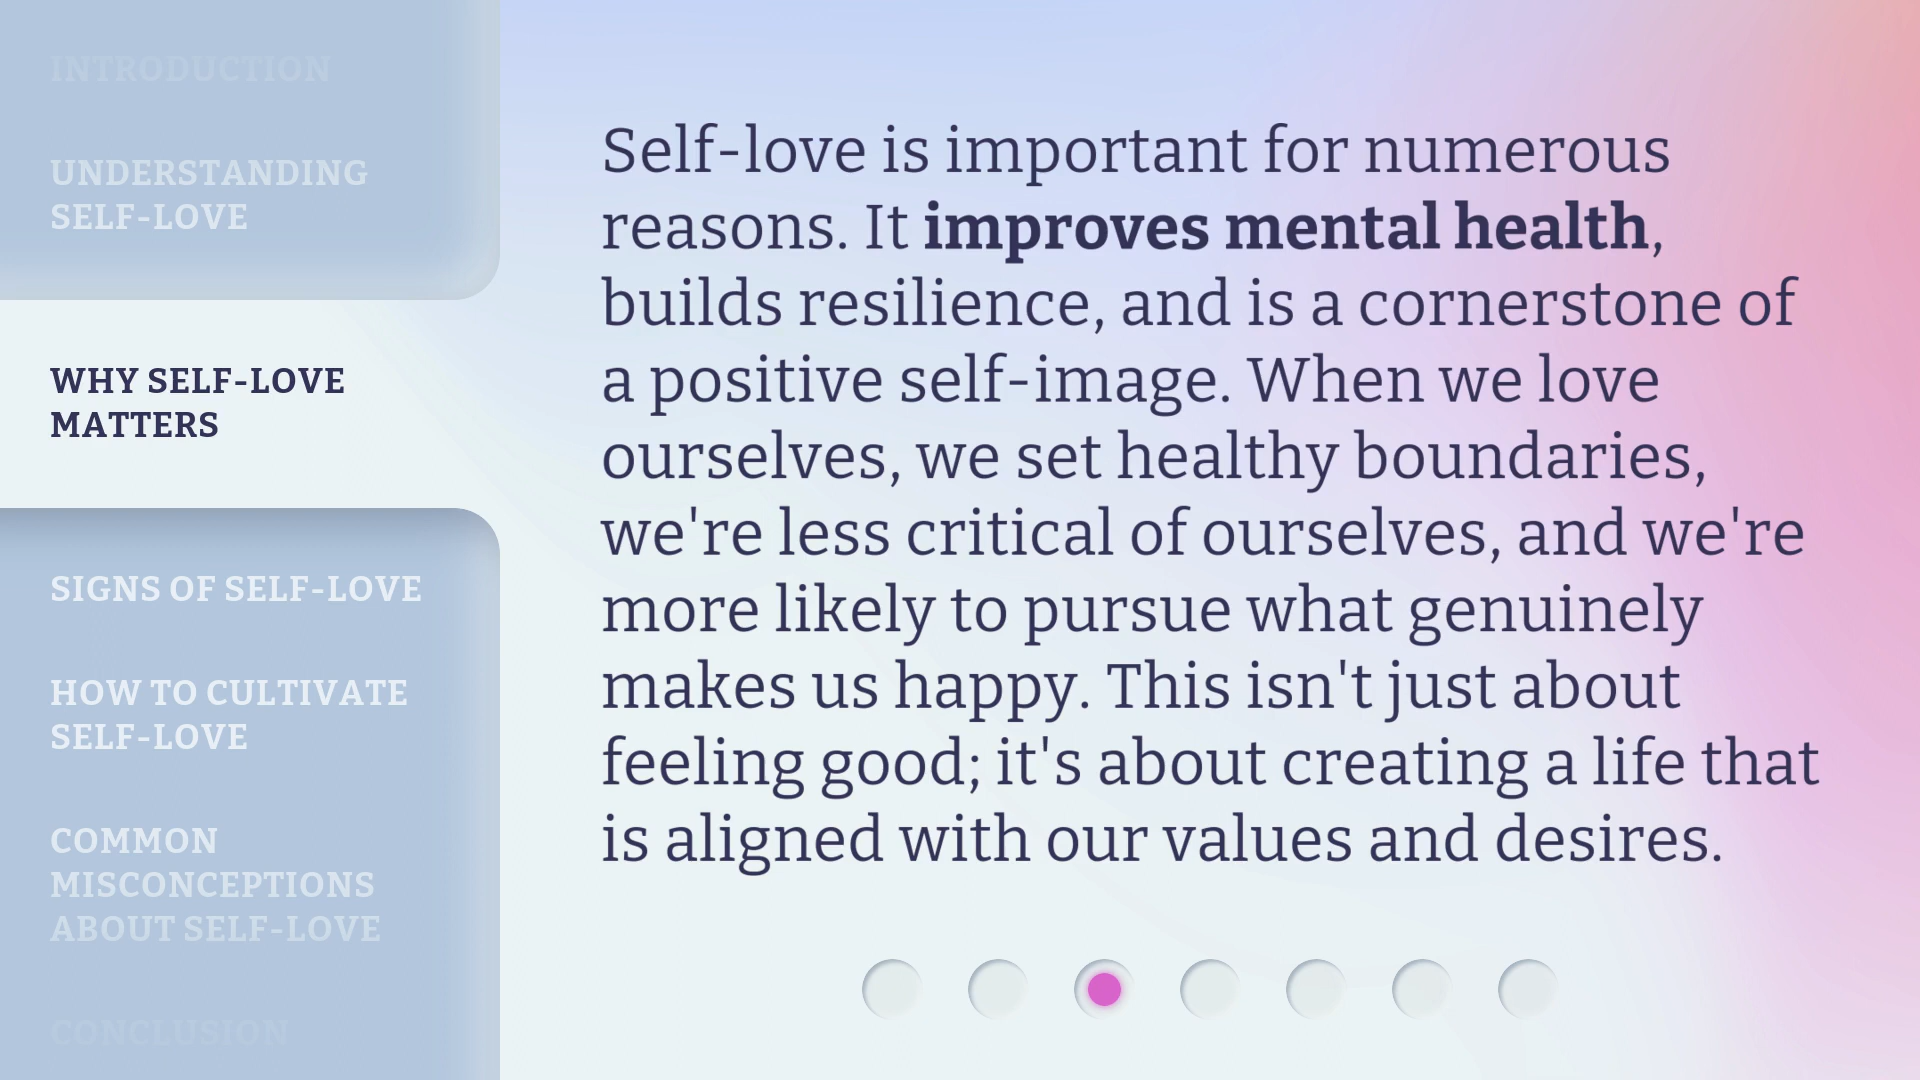 INTRODUCTION
UNDERSTANDING
SELF-LOVE
WHY SELF-LOVE
MATTERS
SIGNS OF SELF-LOVE
HOW TO CULTIVATE
SELF-LOVE
COMMON
MISCONCEPTIONS
ABOUT SELF-LOVE
CONCLUSION
Self-love is important for numerous
reasons. It improves mental health,
builds resilience, and is a cornerstone of
a positive self-image. When we love
ourselves, we set healthy boundaries,
we're less critical of ourselves, and we're
more likely to pursue what genuinely
makes us happy. This isn't just about
feeling good; it's about creating a life that
is aligned with our values and desires.